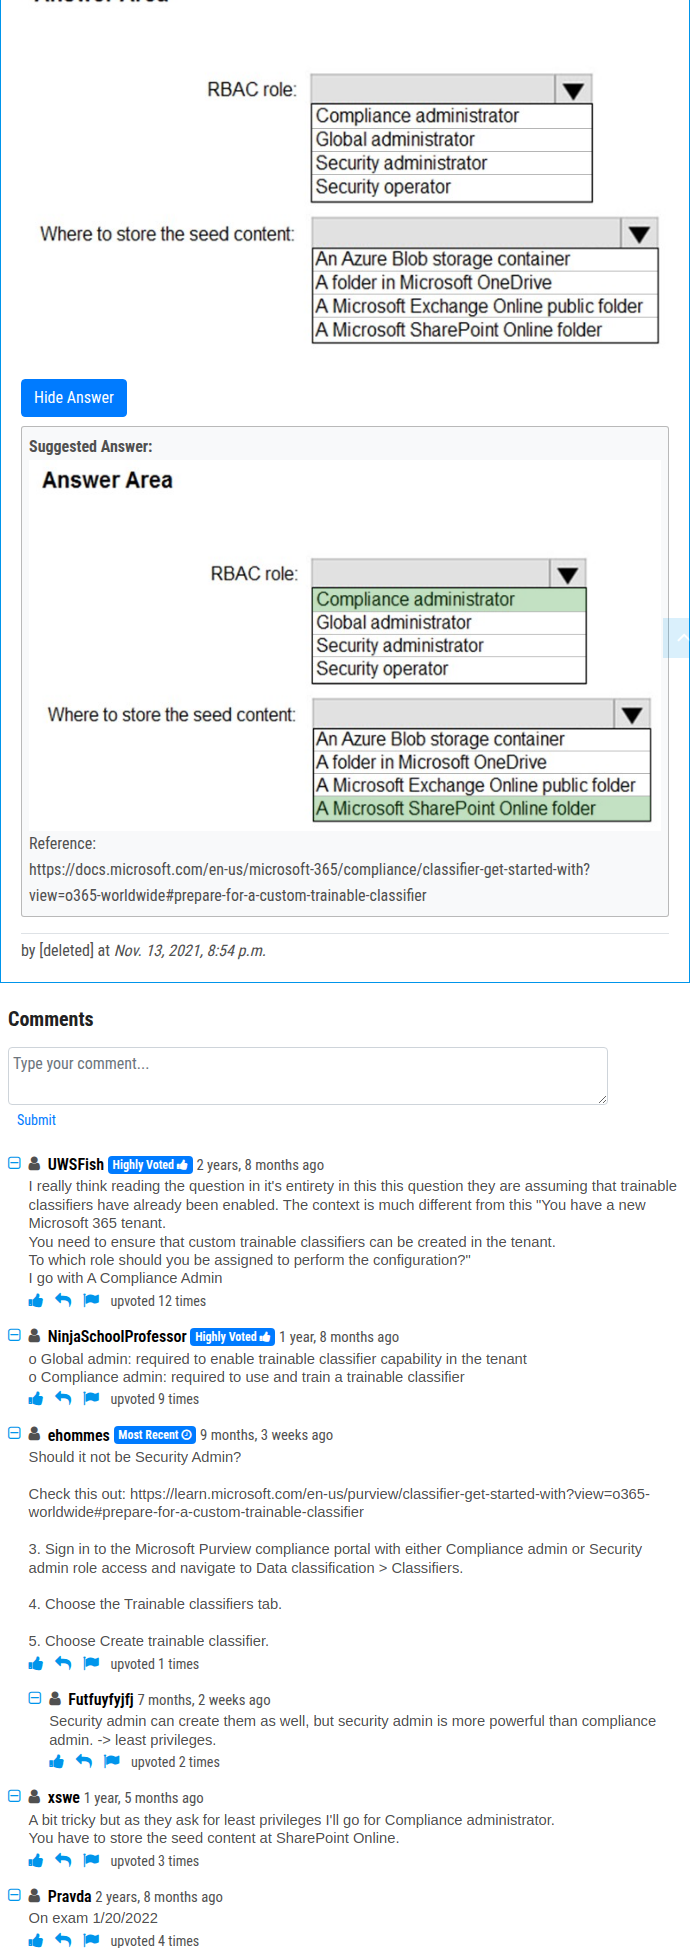 Answer Area
RBAC role:
Compliance administrator
Global administrator
Security administrator
Security operator
Where to store the seed content:
An Azure Blob storage container
A folder in Microsoft OneDrive
A Microsoft Exchange Online public folder
A Microsoft SharePoint Online folder
Hide Answer
Suggested Answer:
Answer Area
RBAC role:
Compliance administrator
Global administrator
Security administrator
Security operator
Where to store the seed content:
An Azure Blob storage container
A folder in Microsoft OneDrive
A Microsoft Exchange Online public folder
A Microsoft SharePoint Online folder
Reference:
https://docs.microsoft.com/en-us/microsoft-365/compliance/classifier-get-started-with?
view=o365-worldwide#prepare-for-a-custom-trainable-classifier
by [deleted] at Nov. 13, 2021, 8:54 p.m.
Comments
Type your comment...
Submit
UWSFish Highly Voted 2 years, 8 months ago
I really think reading the question in it's entirety in this this question they are assuming that trainable
classifiers have already been enabled. The context is much different from this "You have a new
Microsoft 365 tenant.
You need to ensure that custom trainable classifiers can be created in the tenant.
To which role should you be assigned to perform the configuration?"
I go with A Compliance Admin
upvoted 12 times
NinjaSchoolProfessor Highly Voted 1 year, 8 months ago
o Global admin: required to enable trainable classifier capability in the tenant
o Compliance admin: required to use and train a trainable classifier
upvoted 9 times
ehommes Most Recent 9 months, 3 weeks ago
Should it not be Security Admin?
Check this out: https://learn.microsoft.com/en-us/purview/classifier-get-started-with?view=o365-
worldwide#prepare-for-a-custom-trainable-classifier
3. Sign in to the Microsoft Purview compliance portal with either Compliance admin or Security
admin role access and navigate to Data classification > Classifiers.
4. Choose the Trainable classifiers tab.
5. Choose Create trainable classifier.
upvoted 1 times
Futfuyfyjfj 7 months, 2 weeks ago
Security admin can create them as well, but security admin is more powerful than compliance
admin. -> least privileges.
upvoted 2 times
xswe 1 year, 5 months ago
A bit tricky but as they ask for least privileges I'll go for Compliance administrator.
You have to store the seed content at SharePoint Online.
upvoted 3 times
Pravda 2 years, 8 months ago
On exam 1/20/2022
upvoted 4 times